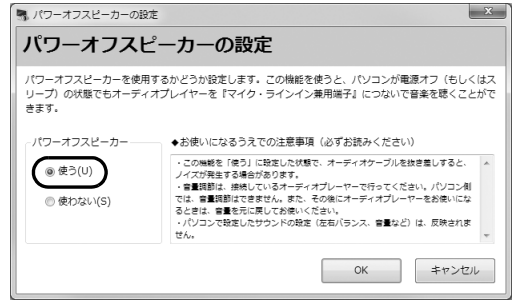 パワーオフスピーカーの設定
パワーオフスピーカーの設定
パワーオフスピーカーを使用するかどうか設定します。この機能を使うと、パソコンが電源オフ（もしくはス
リープ）の状態でもオーディオプレイヤーを『マイク・ラインイン兼用端子』につないで音楽を聴くことがで
きます。
パワーオフスピーカー
使う(U)
使わない(S)
◆お使いになるうえでの注意事項（必ずお読みください）
・この機能を「使う」に設定した状態で、オーディオケーブルを抜き差しすると、
ノイズが発生する場合があります。
・音量調節は、接続しているオーディオプレーヤーで行ってください。パソコン側
では、音量調節はできません。また、その後にオーディオプレーヤーをお使いにな
るときは、音量を元に戻してお使いください。
・パソコンで設定したサウンドの設定（左右バランス、音量など）は、反映されま
せん。
OK
キャンセル